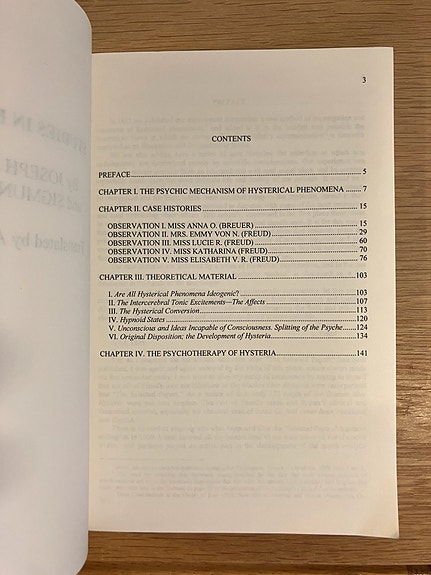 3
CONTENTS
PREFACE..........5
CHAPTER I. THE PSYCHIC MECHANISM OF HYSTERICAL PHENOMENA ........7
CHAPTER II. CASE HISTORIES ..........15
OBSERVATION I. MISS ANNA O. (BREUER) ..........15
OBSERVATION II. MRS. EMMY VON N. (FREUD) ..........29
OBSERVATION III. MISS LUCIE R. (FREUD) ..........60
OBSERVATION IV. MISS KATHARINA (FREUD) ..........70
OBSERVATION V. MISS ELISABETH V. R. (FREUD) ..........76
CHAPTER III. THEORETICAL MATERIAL ..........103
I. Are All Hysterical Phenomena Ideogenic? ..........103
II. The Intercerebral Tonic Excitements—The Affects ..........107
III. The Hysterical Conversion..........113
IV. Hypnoid States ..........120
V. Unconscious and Ideas Incapable of Consciousness. Splitting of the Psyche......124
VI. Original Disposition; the Development of Hysteria..........134
CHAPTER IV. THE PSYCHOTHERAPY OF HYSTERIA..........141